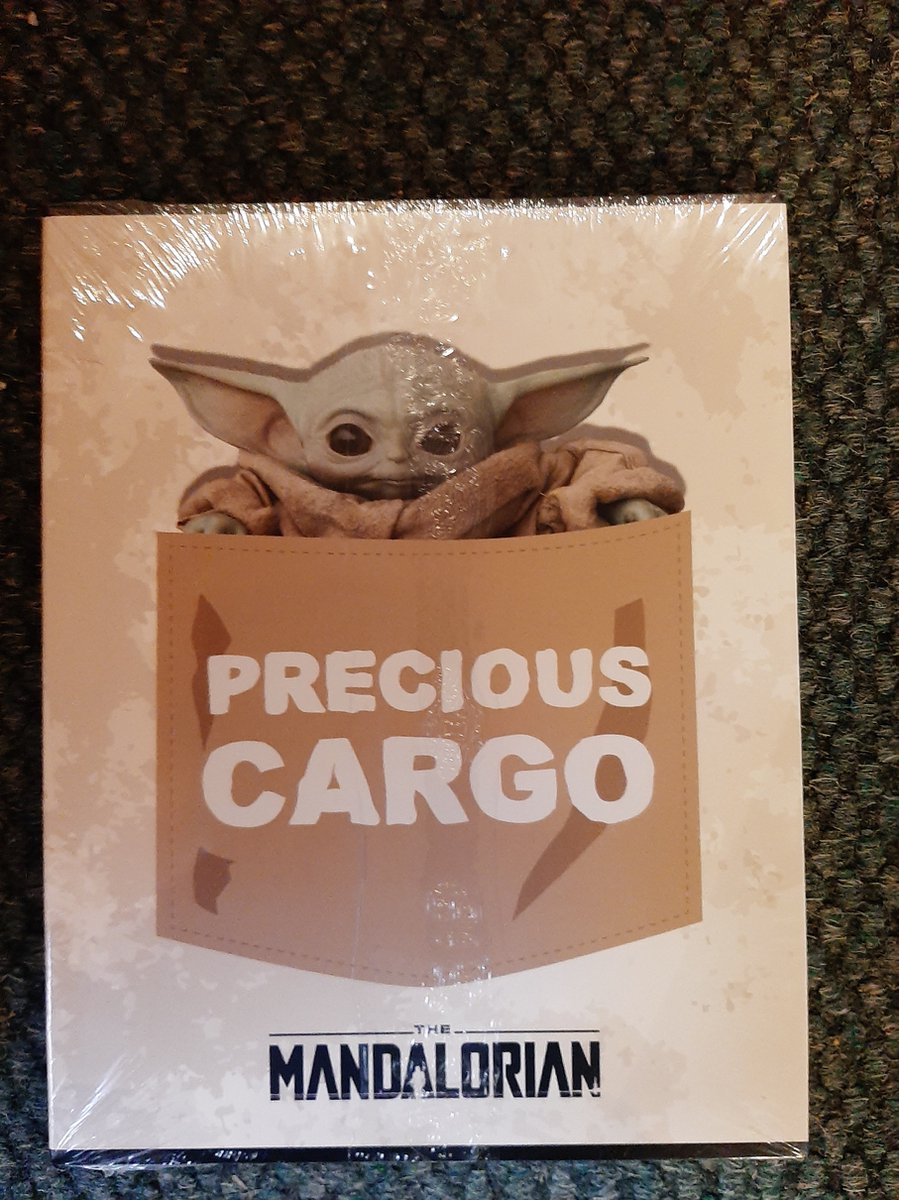 PRECIOUS
CARGO
THE
MANDALORIAN